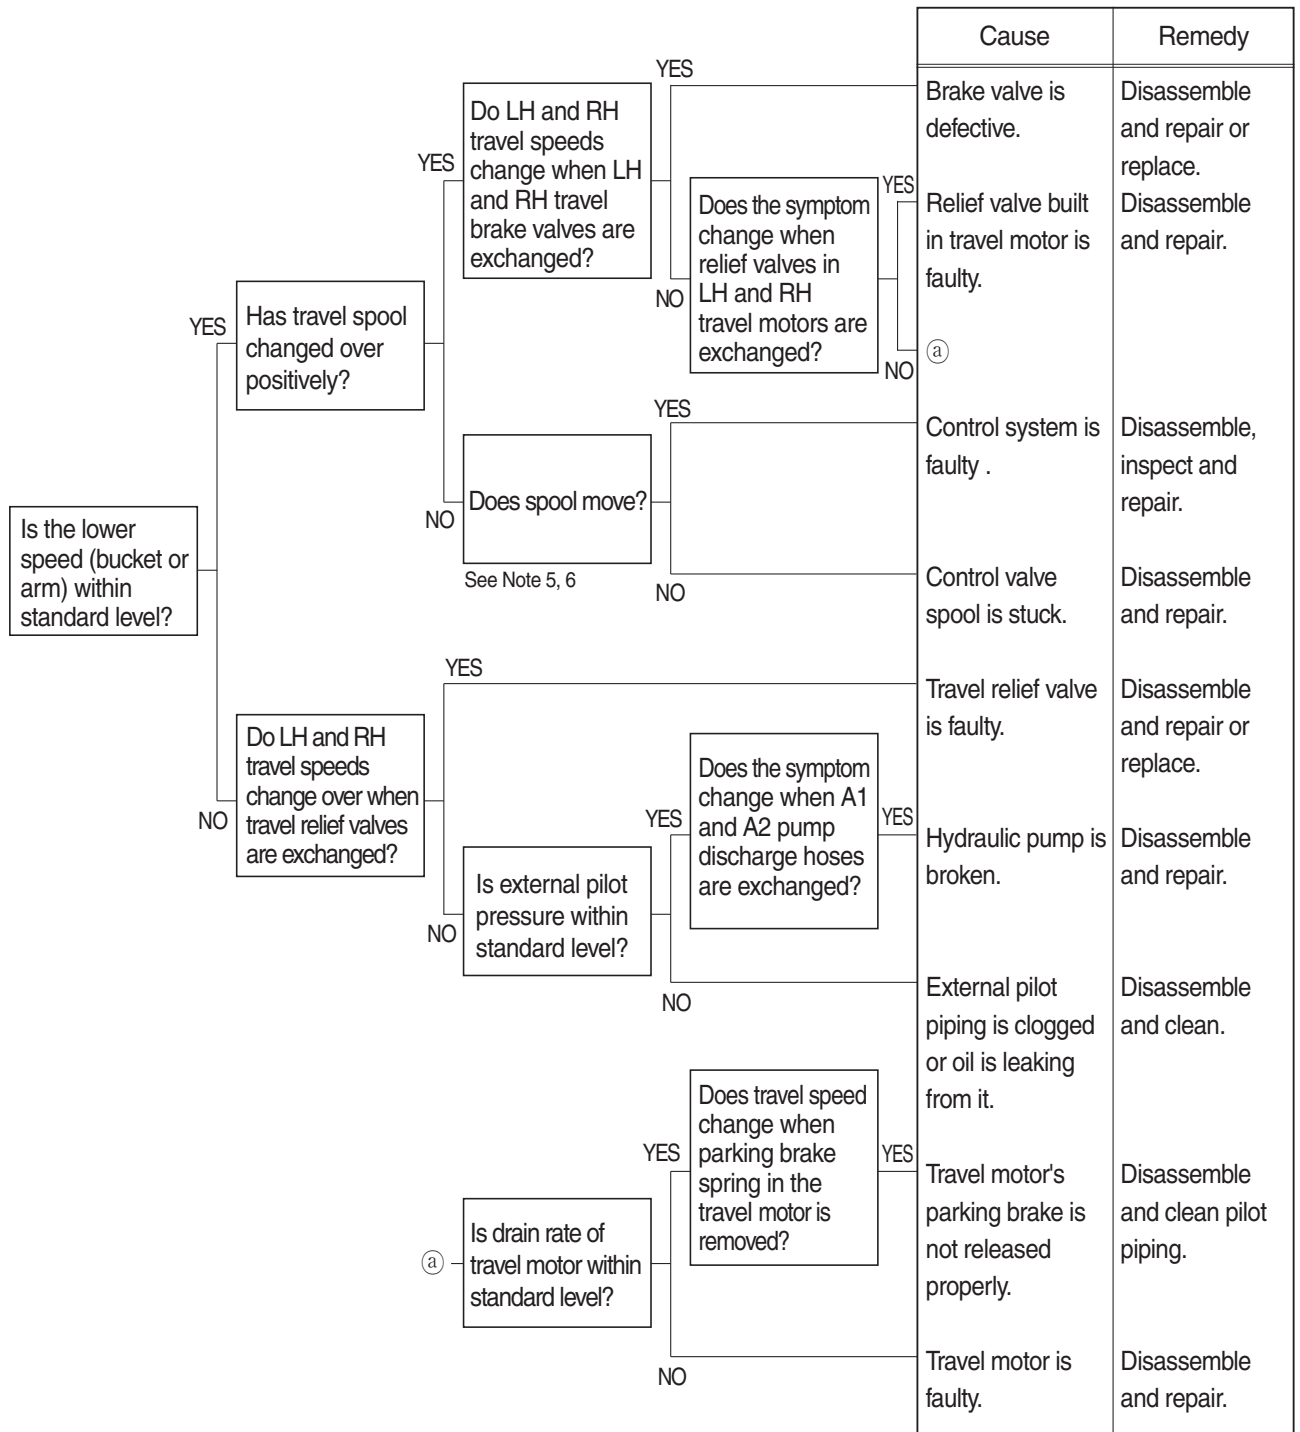 Cause
Remedy
YES
Brake valve is
defective.
Disassemble
and repair or
replace.
Do LH and RH
travel speeds
change when LH
and RH travel
brake valves are
exchanged?
YES
YES
Does the symptom
change when
relief valves in
LH and RH
travel motors are
exchanged?
Relief valve built
in travel motor is
faulty.
Disassemble
and repair.
NO
YES
Has travel spool
changed over
positively?
ⓐ
NO
YES
Control system is
faulty .
Disassemble,
inspect and
repair.
NO
Does spool move?
See Note 5, 6
NO
Control valve
spool is stuck.
Disassemble
and repair.
Is the lower
speed (bucket or
arm) within
standard level?
YES
Travel relief valve
is faulty.
Disassemble
and repair or
replace.
NO
Do LH and RH
travel speeds
change over when
travel relief valves
are exchanged?
Does the symptom
change when A1
and A2 pump
discharge hoses
are exchanged?
YES
YES
Hydraulic pump is
broken.
Disassemble
and repair.
NO
Is external pilot
pressure within
standard level?
NO
External pilot
piping is clogged
or oil is leaking
from it.
Disassemble
and clean.
Does travel speed
change when
parking brake
spring in the
travel motor is
removed?
YES
YES
Travel motor's
parking brake is
not released
properly.
Disassemble
and clean pilot
piping.
ⓐ
Is drain rate of
travel motor within
standard level?
NO
Travel motor is
faulty.
Disassemble
and repair.